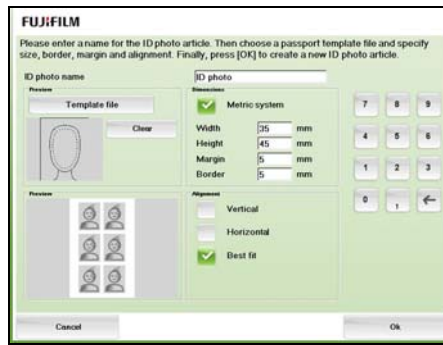 FUJIFILM
Please enter a name for the ID photo article. Then choose a passport template file and specify
size, border, margin and alignment. Finally, press [OK] to create a new ID photo article.
ID photo name
ID photo
Preview
Template file
Clear
Dimensions
Metric system
Width 35 mm
Height 45 mm
Margin 5 mm
Border 5 mm
7 8 9
4 5 6
1 2 3
0 ,
Preview
Alignment
Vertical
Horizontal
Best fit
Cancel
Ok